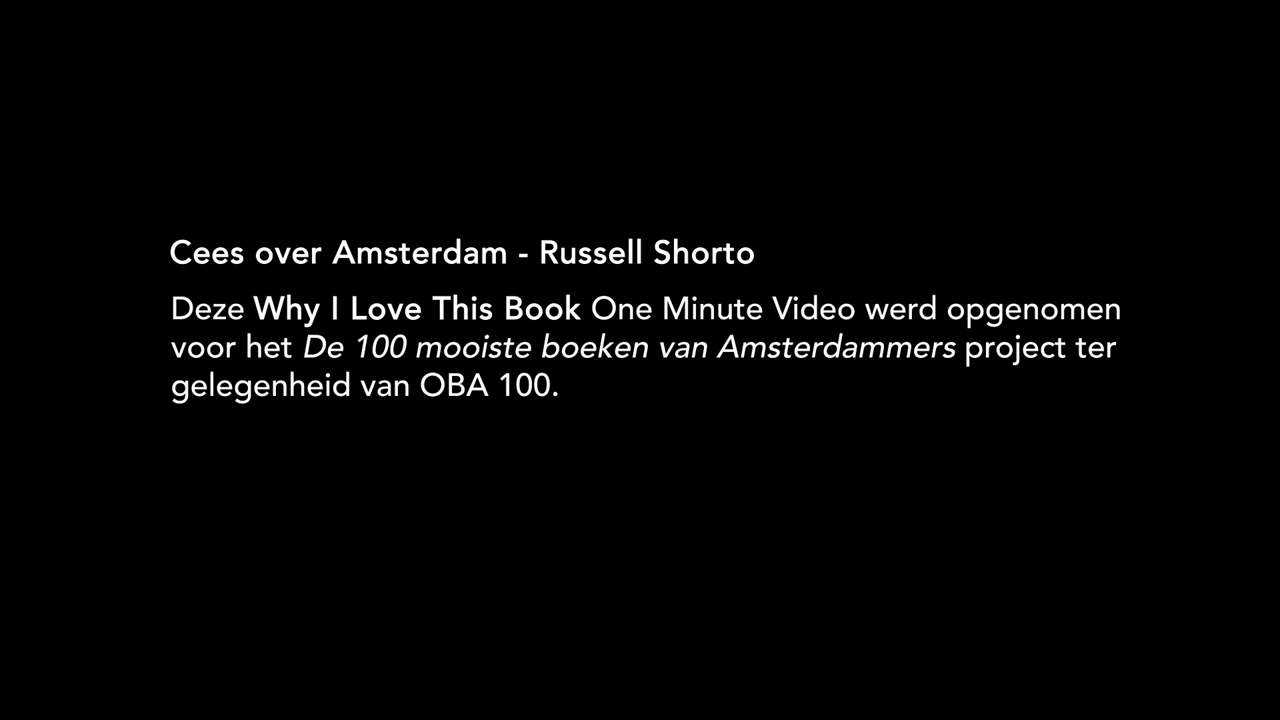 Cees over Amsterdam - Russell Shorto
Deze Why I Love This Book One Minute Video werd opgenomen
voor het De 100 mooiste boeken van Amsterdammers project ter
gelegenheid van OBA 100.